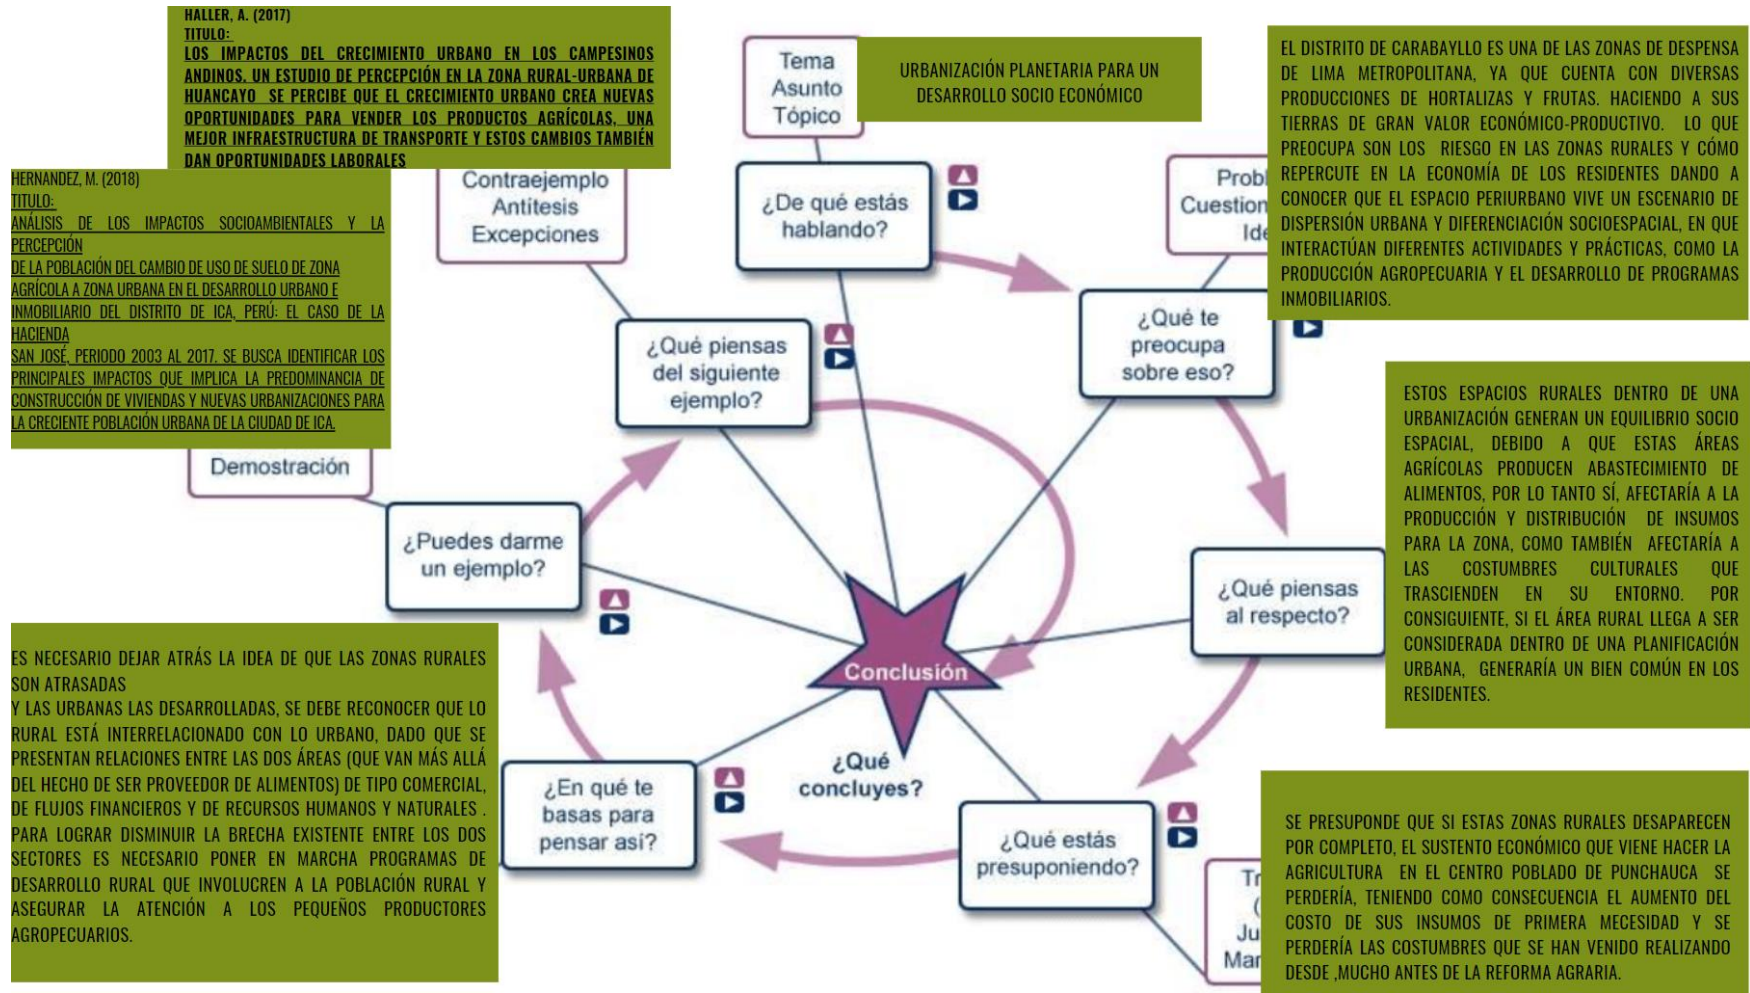 HALLER, A. (2017)
TITULO:
LOS IMPACTOS DEL CRECIMIENTO URBANO EN LOS CAMPESINOS
ANDINOS. UN ESTUDIO DE PERCEPCIÓN EN LA ZONA RURAL-URBANA DE
HUANCAYO SE PERCIBE QUE EL CRECIMIENTO URBANO CREA NUEVAS
OPORTUNIDADES PARA VENDER LOS PRODUCTOS AGRÍCOLAS, UNA
MEJOR INFRAESTRUCTURA DE TRANSPORTE Y ESTOS CAMBIOS TAMBIÉN
DAN OPORTUNIDADES LABORALES
Contraejemplo
Antítesis
Excepciones
Tema
Asunto
Tópico
URBANIZACIÓN PLANETARIA PARA UN
DESARROLLO SOCIO ECONÓMICO
¿De qué estás
hablando?
Probl
Cuestion
Ide
EL DISTRITO DE CARABAYLLO ES UNA DE LAS ZONAS DE DESPENSA
DE LIMA METROPOLITANA, YA QUE CUENTA CON DIVERSAS
PRODUCCIONES DE HORTALIZAS Y FRUTAS. HACIENDO A SUS
TIERRAS DE GRAN VALOR ECONÓMICO-PRODUCTIVO. LO QUE
PREOCUPA SON LOS RIESGO EN LAS ZONAS RURALES Y CÓMO
REPERCUTE EN LA ECONOMÍA DE LOS RESIDENTES DANDO A
CONOCER QUE EL ESPACIO PERIURBANO VIVE UN ESCENARIO DE
DISPERSIÓN URBANA Y DIFERENCIACIÓN SOCIOESPACIAL, EN QUE
INTERACTÚAN DIFERENTES ACTIVIDADES Y PRÁCTICAS, COMO LA
PRODUCCIÓN AGROPECUARIA Y EL DESARROLLO DE PROGRAMAS
INMOBILIARIOS.
HERNANDEZ, M. (2018)
TITULO:
ANÁLISIS DE LOS IMPACTOS SOCIOAMBIENTALES Y LA
PERCEPCIÓN
DE LA POBLACIÓN DEL CAMBIO DE USO DE SUELO DE ZONA
AGRÍCOLA A ZONA URBANA EN EL DESARROLLO URBANO E
INMOBILIARIO DEL DISTRITO DE ICA, PERÚ: EL CASO DE LA
HACIENDA
SAN JOSÉ, PERIODO 2003 AL 2017. SE BUSCA IDENTIFICAR LOS
PRINCIPALES IMPACTOS QUE IMPLICA LA PREDOMINANCIA DE
CONSTRUCCIÓN DE VIVIENDAS Y NUEVAS URBANIZACIONES PARA
LA CRECIENTE POBLACIÓN URBANA DE LA CIUDAD DE ICA.
Demostración
¿Qué piensas
del siguiente
ejemplo?
¿Qué te
preocupa
sobre eso?
ESTOS ESPACIOS RURALES DENTRO DE UNA
URBANIZACIÓN GENERAN UN EQUILIBRIO SOCIO
ESPACIAL, DEBIDO A QUE ESTAS ÁREAS
AGRÍCOLAS PRODUCEN ABASTECIMIENTO DE
ALIMENTOS, POR LO TANTO SÍ, AFECTARÍA A LA
PRODUCCIÓN Y DISTRIBUCIÓN DE INSUMOS
PARA LA ZONA, COMO TAMBIÉN AFECTARÍA A
LAS COSTUMBRES CULTURALES QUE
TRASCIENDEN EN SU ENTORNO. POR
CONSIGUIENTE, SI EL ÁREA RURAL LLEGA A SER
CONSIDERADA DENTRO DE UNA PLANIFICACIÓN
URBANA, GENERARÍA UN BIEN COMÚN EN LOS
RESIDENTES.
¿Puedes darme
un ejemplo?
¿Qué piensas
al respecto?
Conclusión
¿Qué
concluyes?
ES NECESARIO DEJAR ATRÁS LA IDEA DE QUE LAS ZONAS RURALES
SON ATRASADAS
Y LAS URBANAS LAS DESARROLLADAS, SE DEBE RECONOCER QUE LO
RURAL ESTÁ INTERRELACIONADO CON LO URBANO, DADO QUE SE
PRESENTAN RELACIONES ENTRE LAS DOS ÁREAS (QUE VAN MÁS ALLÁ
DEL HECHO DE SER PROVEEDOR DE ALIMENTOS) DE TIPO COMERCIAL,
DE FLUJOS FINANCIEROS Y DE RECURSOS HUMANOS Y NATURALES .
PARA LOGRAR DISMINUIR LA BRECHA EXISTENTE ENTRE LOS DOS
SECTORES ES NECESARIO PONER EN MARCHA PROGRAMAS DE
DESARROLLO RURAL QUE INVOLUCREN A LA POBLACIÓN RURAL Y
ASEGURAR LA ATENCIÓN A LOS PEQUEÑOS PRODUCTORES
AGROPECUARIOS.
¿En qué te
basas para
pensar así?
¿Qué estás
presuponiendo?
Tr
(
Ju
Mar
SE PRESUPONDE QUE SI ESTAS ZONAS RURALES DESAPARECEN
POR COMPLETO, EL SUSTENTO ECONÓMICO QUE VIENE HACER LA
AGRICULTURA EN EL CENTRO POBLADO DE PUNCHAUCA SE
PERDERÍA, TENIENDO COMO CONSECUENCIA EL AUMENTO DEL
COSTO DE SUS INSUMOS DE PRIMERA MECESIDAD Y SE
PERDERÍA LAS COSTUMBRES QUE SE HAN VENIDO REALIZANDO
DESDE ,MUCHO ANTES DE LA REFORMA AGRARIA.